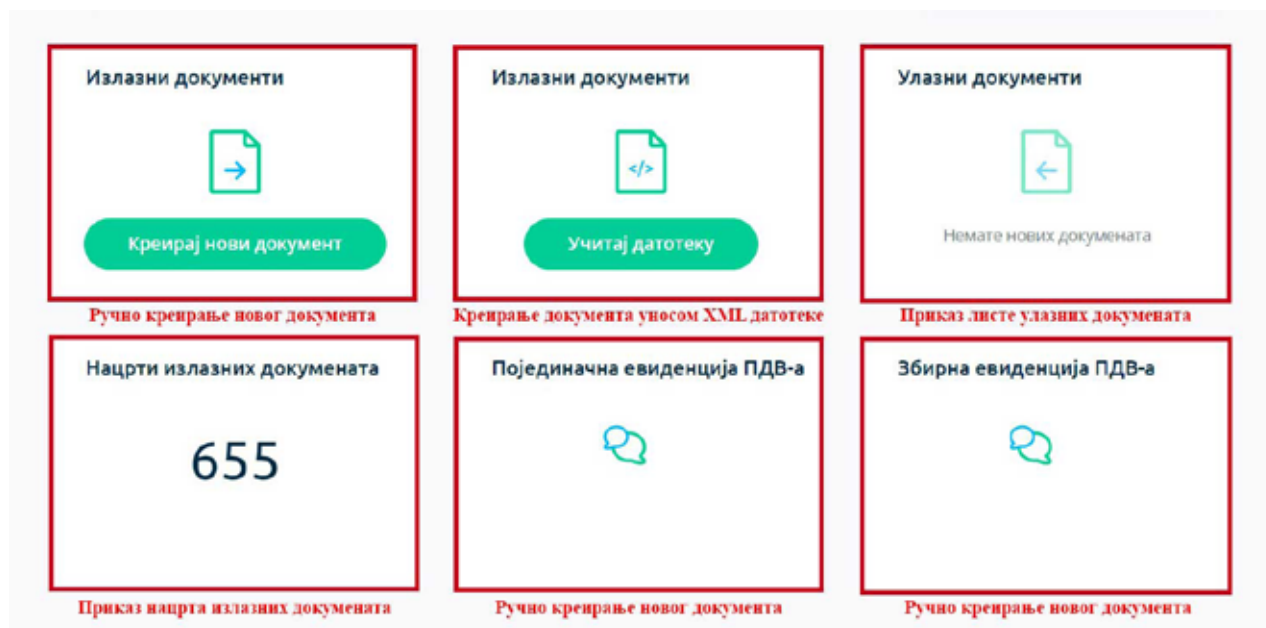 Излазни документи
Излазни документи
Улазни документи
</>
Креирај нови документ
Учитај датотеку
Немате нових докумената
Ручно креирање новог документа
Креирање документа уносом XML датотеке
Приказ листе улазних докумената
Нацрти излазних докумената
Појединачна евиденција ПДВ-а
Збирна евиденција ПДВ-а
655
Приказ нацрта излазних докумената
Ручно креирање новог документа
Ручно креирање новог документа